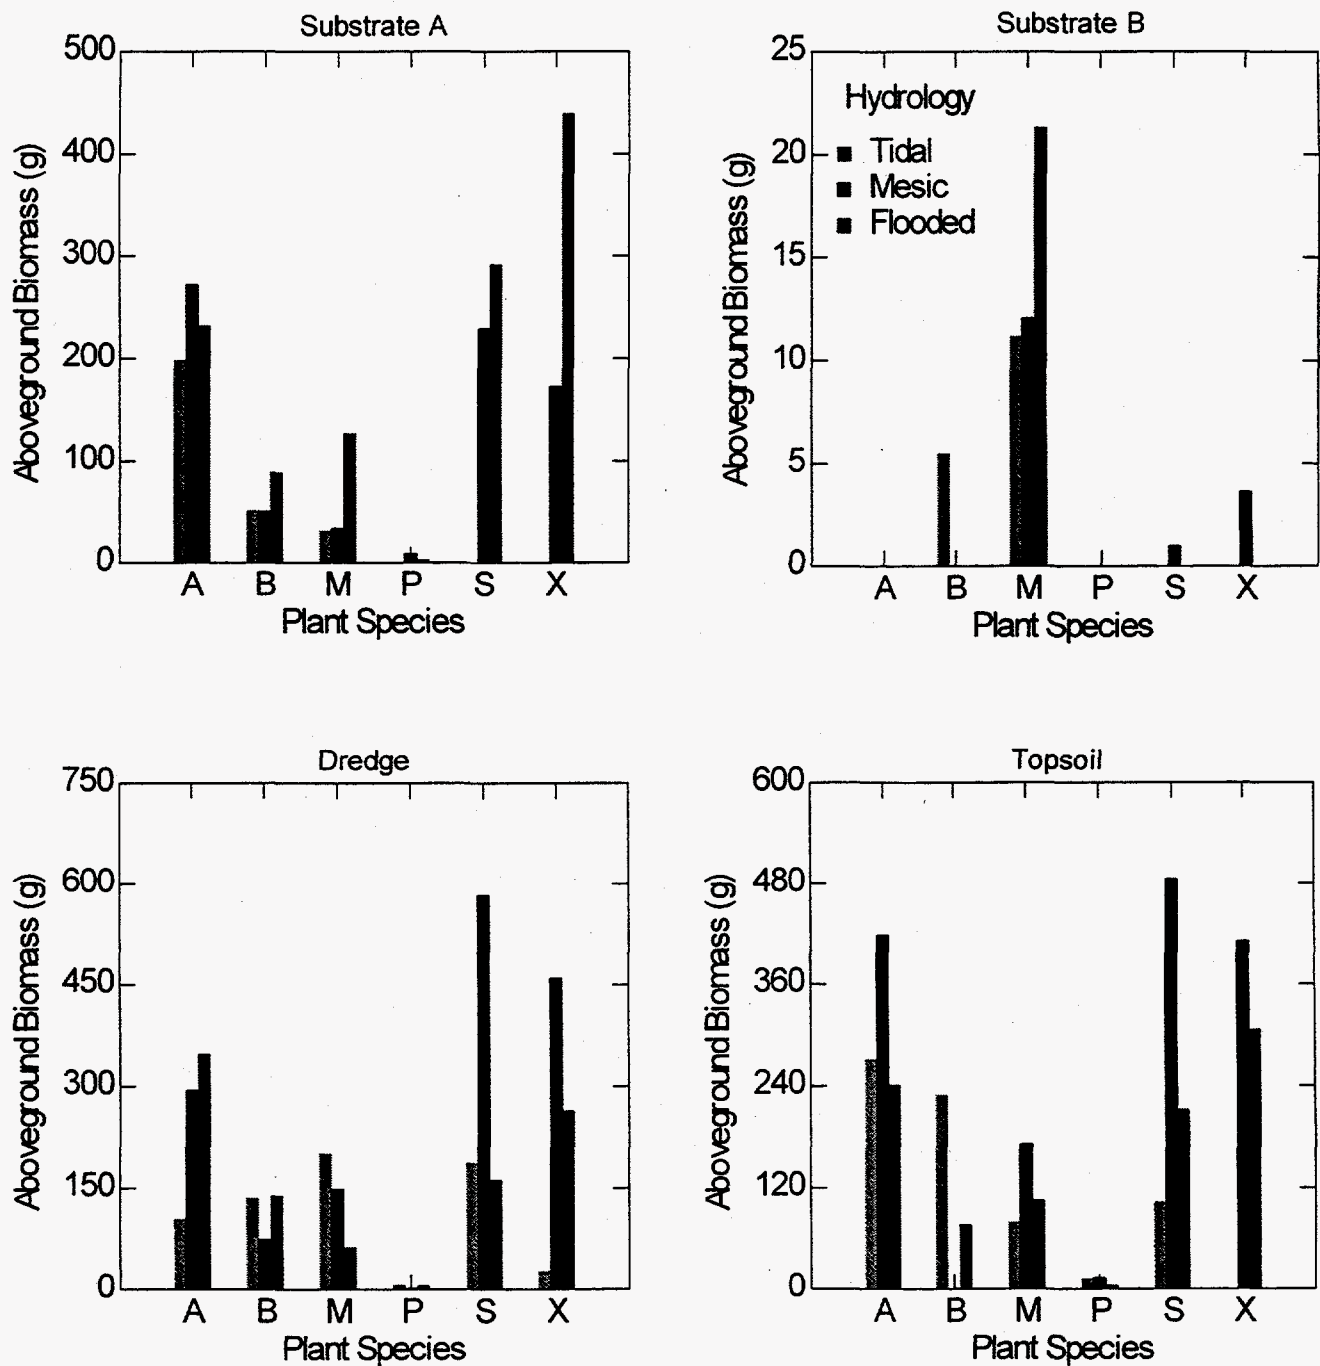 Substrate A
500
400
300
200
100
0
Aboveground Biomass (g)
A B M P S X
Plant Species
Substrate B
25
20
15
10
5
0
Aboveground Biomass (g)
Hydrology
Tidal
Mesic
Flooded
A B M P S X
Plant Species
Dredge
750
600
450
300
150
0
Aboveground Biomass (g)
A B M P S X
Plant Species
Topsoil
600
480
360
240
120
0
Aboveground Biomass (g)
A B M P S X
Plant Species